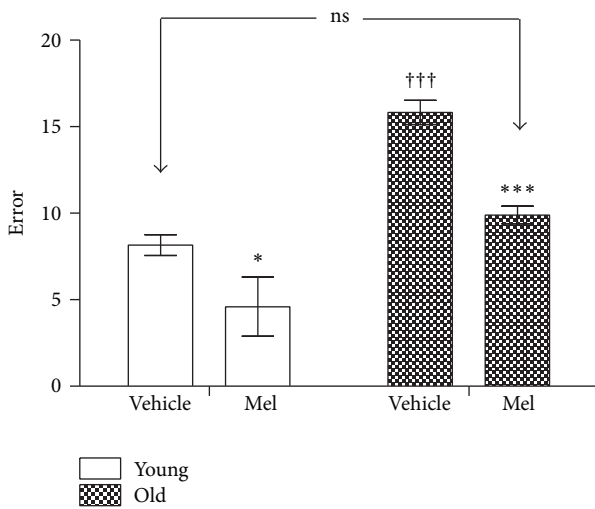 ns
20
15
10
5
0
Error
†††
***
*
Vehicle Mel Vehicle Mel
Young
Old